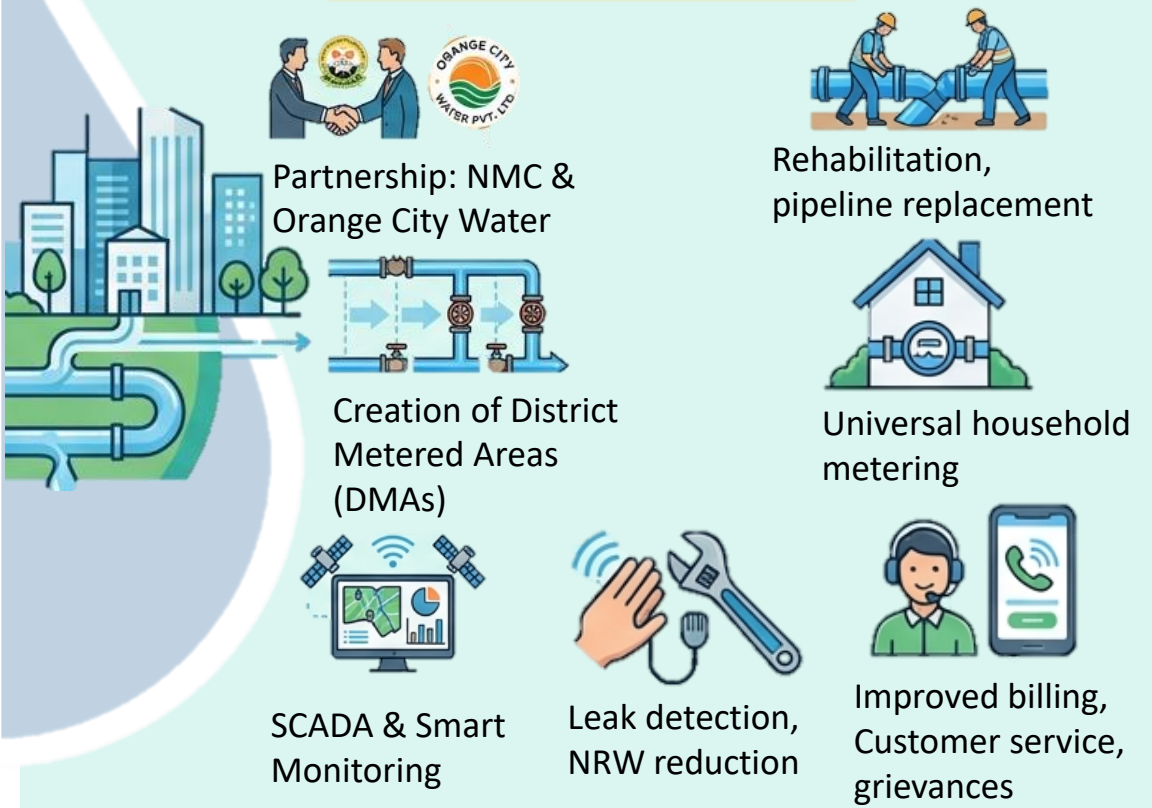 ORANGE CITY
WATER PVT. LTD.
Partnership: NMC &
Orange City Water
Rehabilitation,
pipeline replacement
Creation of District
Metered Areas
(DMAs)
Universal household
metering
SCADA & Smart
Monitoring
Leak detection,
NRW reduction
Improved billing,
Customer service,
grievances